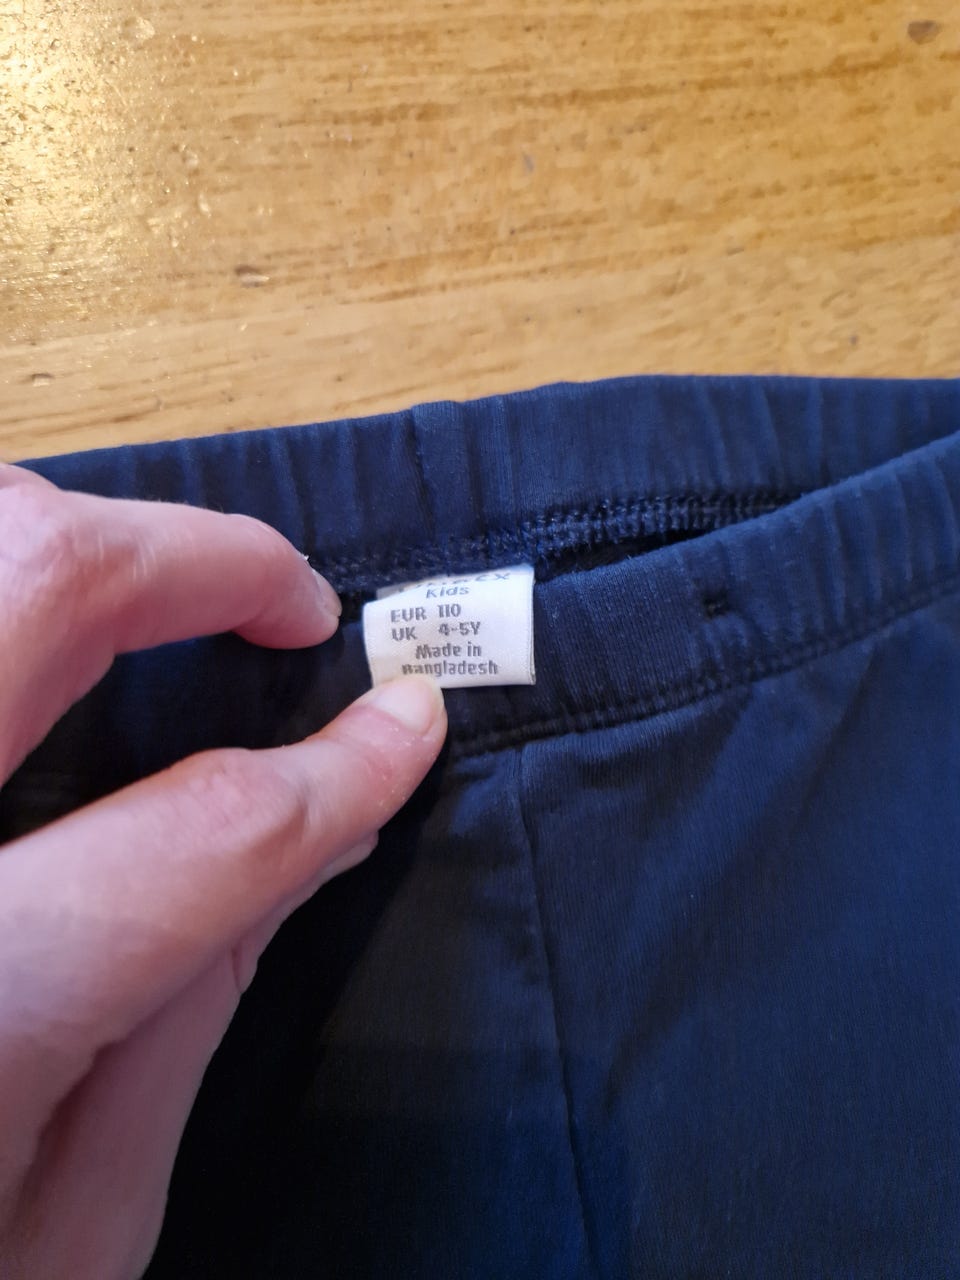 Kids
EUR 110
UK 4-5Y
Made in
Bangladesh